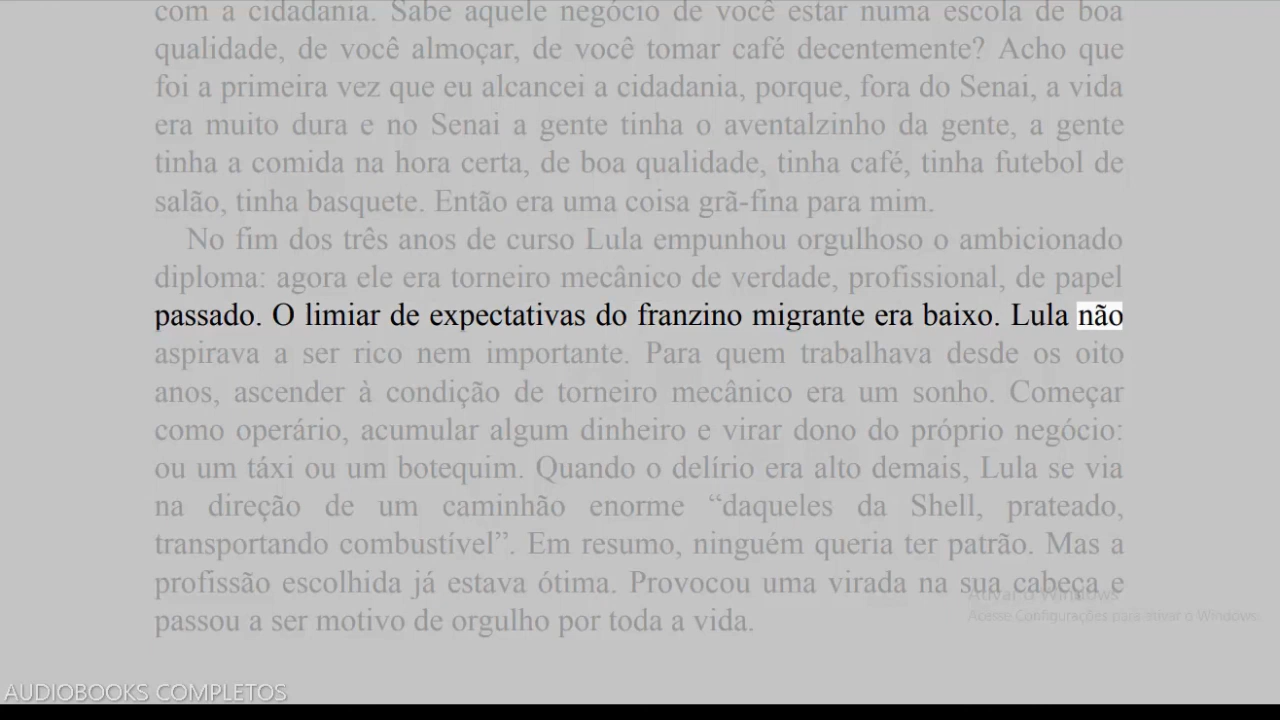 com a cidadania. Sabe aquele negócio de você estar numa escola de boa
qualidade, de você almoçar, de você tomar café decentemente? Acho que
foi a primeira vez que eu alcancei a cidadania, porque, fora do Senai, a vida
era muito dura e no Senai a gente tinha o aventalzinho da gente, a gente
tinha a comida na hora certa, de boa qualidade, tinha café, tinha futebol de
salão, tinha basquete. Então era uma coisa grã-fina para mim.
No fim dos três anos de curso Lula empunhou orgulhoso o ambicionado
diploma: agora ele era torneiro mecânico de verdade, profissional, de papel
passado. O limiar de expectativas do franzino migrante era baixo. Lula não
aspirava a ser rico nem importante. Para quem trabalhava desde os oito
anos, ascender à condição de torneiro mecânico era um sonho. Começar
como operário, acumular algum dinheiro e virar dono do próprio negócio:
ou um táxi ou um botequim. Quando o delírio era alto demais, Lula se via
na direção de um caminhão enorme “daqueles da Shell, prateado,
transportando combustível”. Em resumo, ninguém queria ter patrão. Mas a
profissão escolhida já estava ótima. Provocou uma virada na sua cabeça e
passou a ser motivo de orgulho por toda a vida.
Ativar o Windows
Acesse Configurações para ativar o Windows.
AUDIOBOOKS COMPLETOS